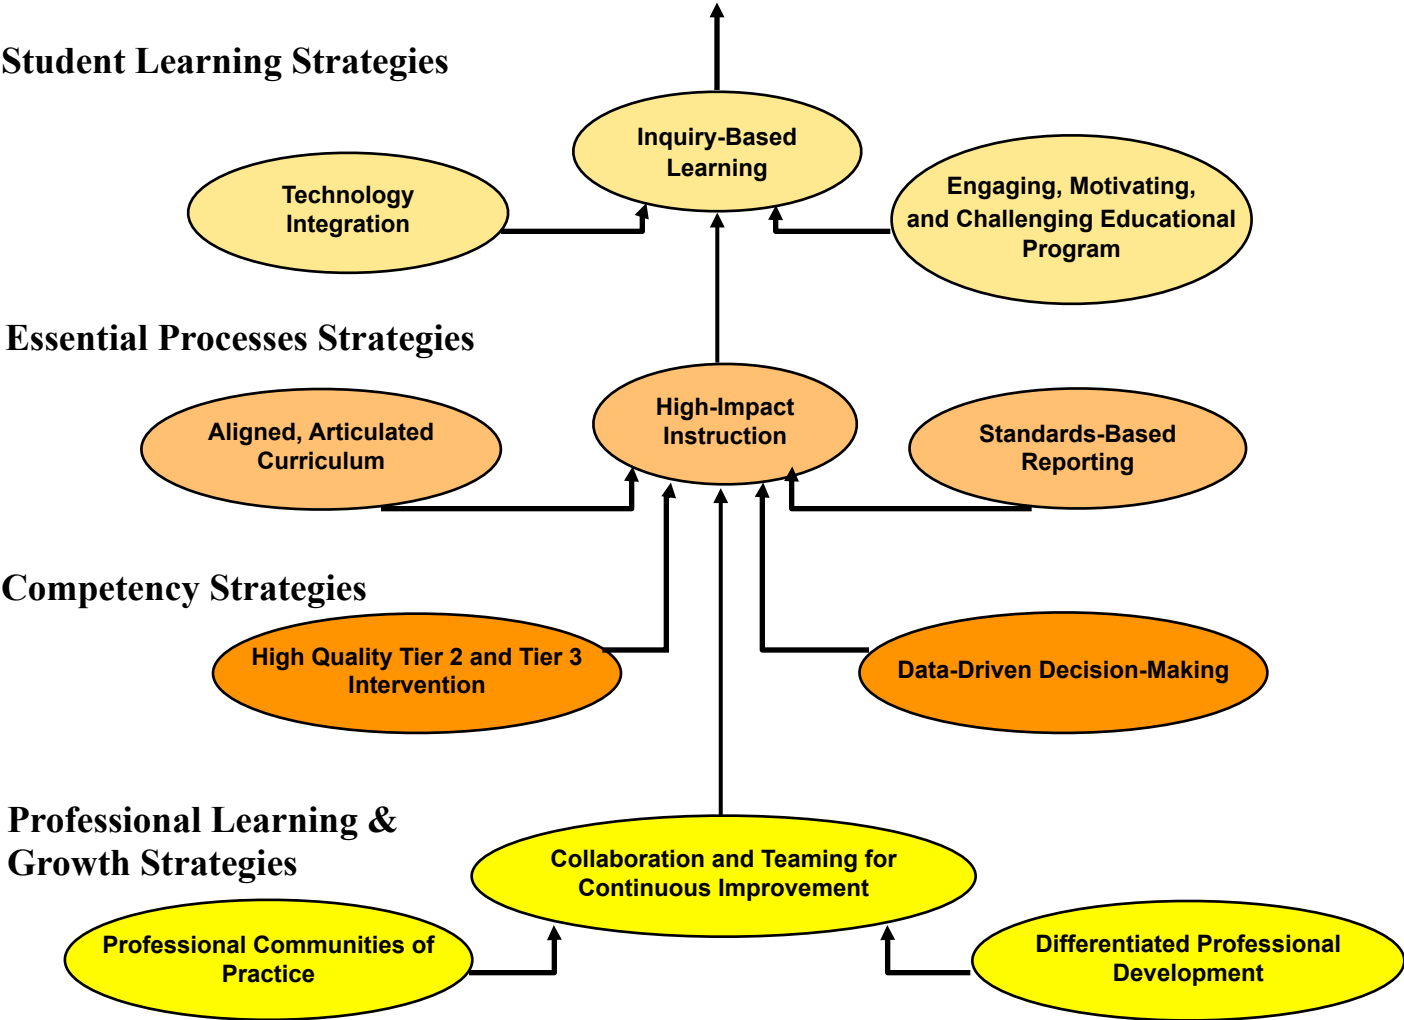 Student Learning Strategies
Inquiry-Based
Learning
Technology
Integration
Engaging, Motivating,
and Challenging Educational
Program
Essential Processes Strategies
High-Impact
Instruction
Aligned, Articulated
Curriculum
Standards-Based
Reporting
Competency Strategies
High Quality Tier 2 and Tier 3
Intervention
Data-Driven Decision-Making
Professional Learning &
Growth Strategies
Collaboration and Teaming for
Continuous Improvement
Professional Communities of
Practice
Differentiated Professional
Development